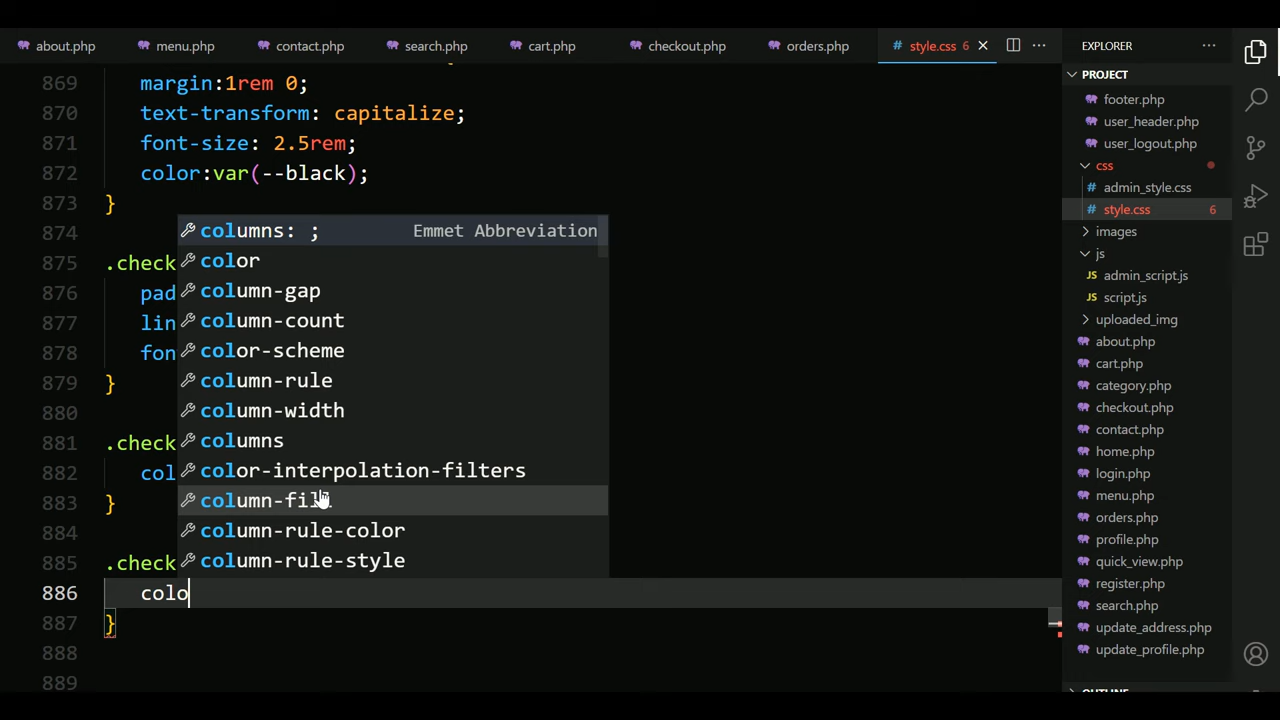 about.php menu.php contact.php search.php cart.php checkout.php orders.php # style.css 6 × ··· EXPLORER ···
PROJECT
footer.php
user_header.php
user_logout.php
css
admin_style.css
# style.css 6
images
js
JS admin_script.js
JS script.js
uploaded_img
about.php
cart.php
category.php
checkout.php
contact.php
home.php
login.php
menu.php
orders.php
profile.php
quick_view.php
register.php
search.php
update_address.php
update_profile.php
869 margin:1rem 0;
870 text-transform: capitalize;
871 font-size: 2.5rem;
872 color:var(--black);
873 }
874
875 .check
876 pad
877 lin
878 fon
879 }
880
881 .check
882 col
883 }
884
885 .check
886 colo
887 }
888
889
columns: ; Emmet Abbreviation
color
column-gap
column-count
color-scheme
column-rule
column-width
columns
color-interpolation-filters
column-fill
column-rule-color
column-rule-style